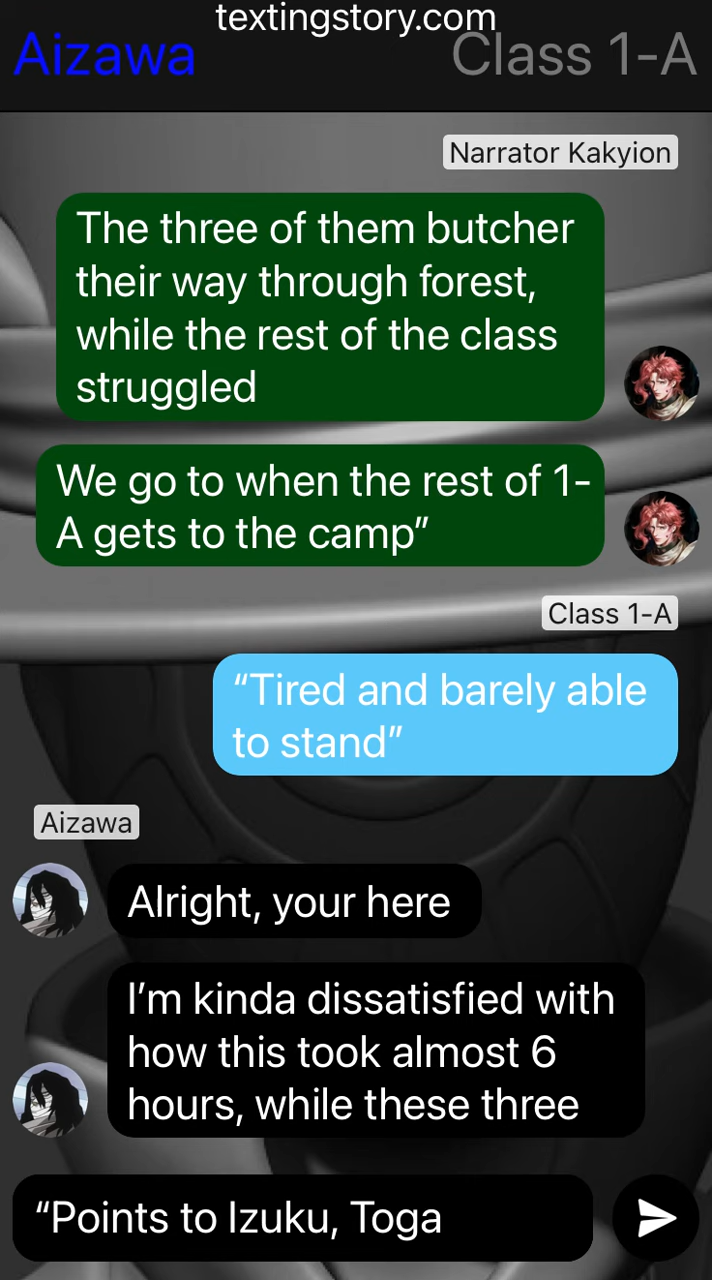 textingstory.com
Aizawa
Class 1-A
Narrator Kakyion
The three of them butcher
their way through forest,
while the rest of the class
struggled
We go to when the rest of 1-
A gets to the camp”
Class 1-A
“Tired and barely able
to stand”
Aizawa
Alright, your here
I’m kinda dissatisfied with
how this took almost 6
hours, while these three
“Points to Izuku, Toga